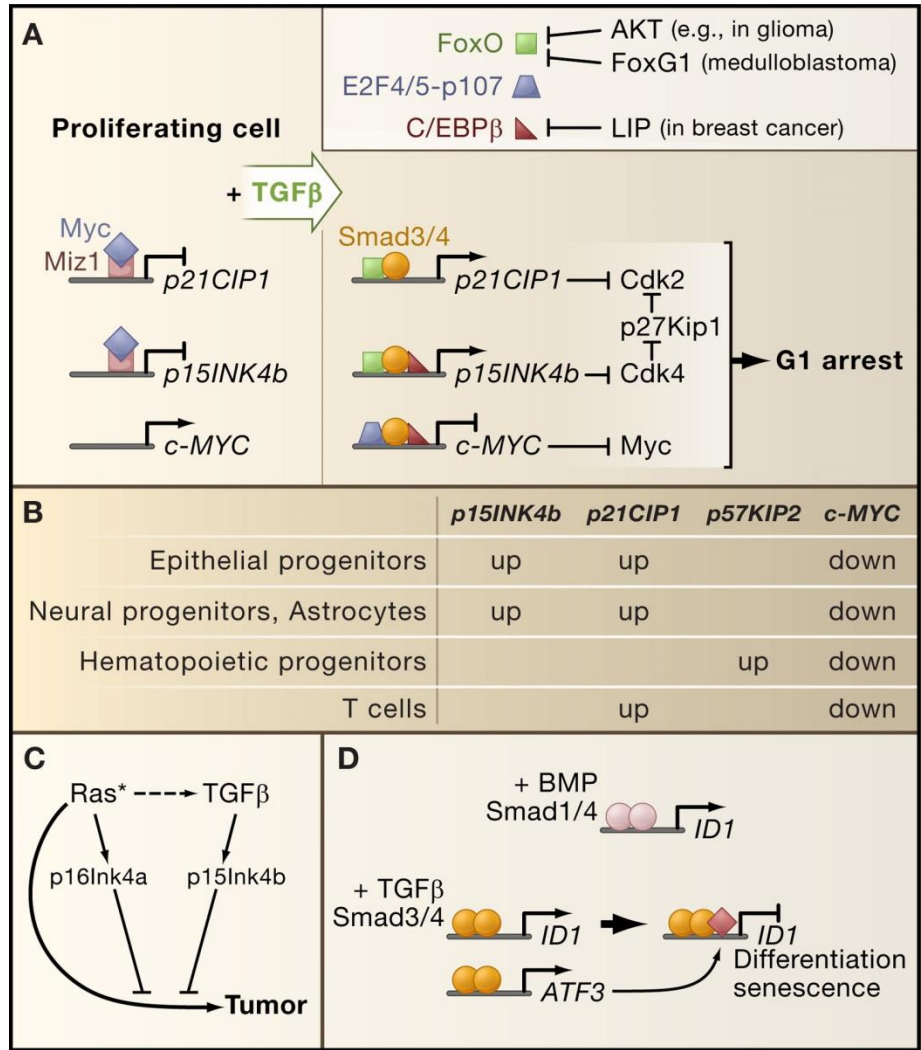 A
FoxO
AKT (e.g., in glioma)
FoxG1 (medulloblastoma)
E2F4/5-p107
C/EBPβ
LIP (in breast cancer)
Proliferating cell
+ TGFβ
Myc
Miz1
p21CIP1
p15INK4b
c-MYC
Smad3/4
p21CIP1
Cdk2
p27Kip1
p15INK4b
Cdk4
c-MYC
Myc
G1 arrest
B
p15INK4b p21CIP1 p57KIP2 c-MYC
Epithelial progenitors up up down
Neural progenitors, Astrocytes up up down
Hematopoietic progenitors up down
T cells up down
C
Ras* TGFβ
p16Ink4a p15Ink4b
Tumor
D
+ BMP
Smad1/4
ID1
+ TGFβ
Smad3/4
ID1
ID1
ATF3
Differentiation
senescence